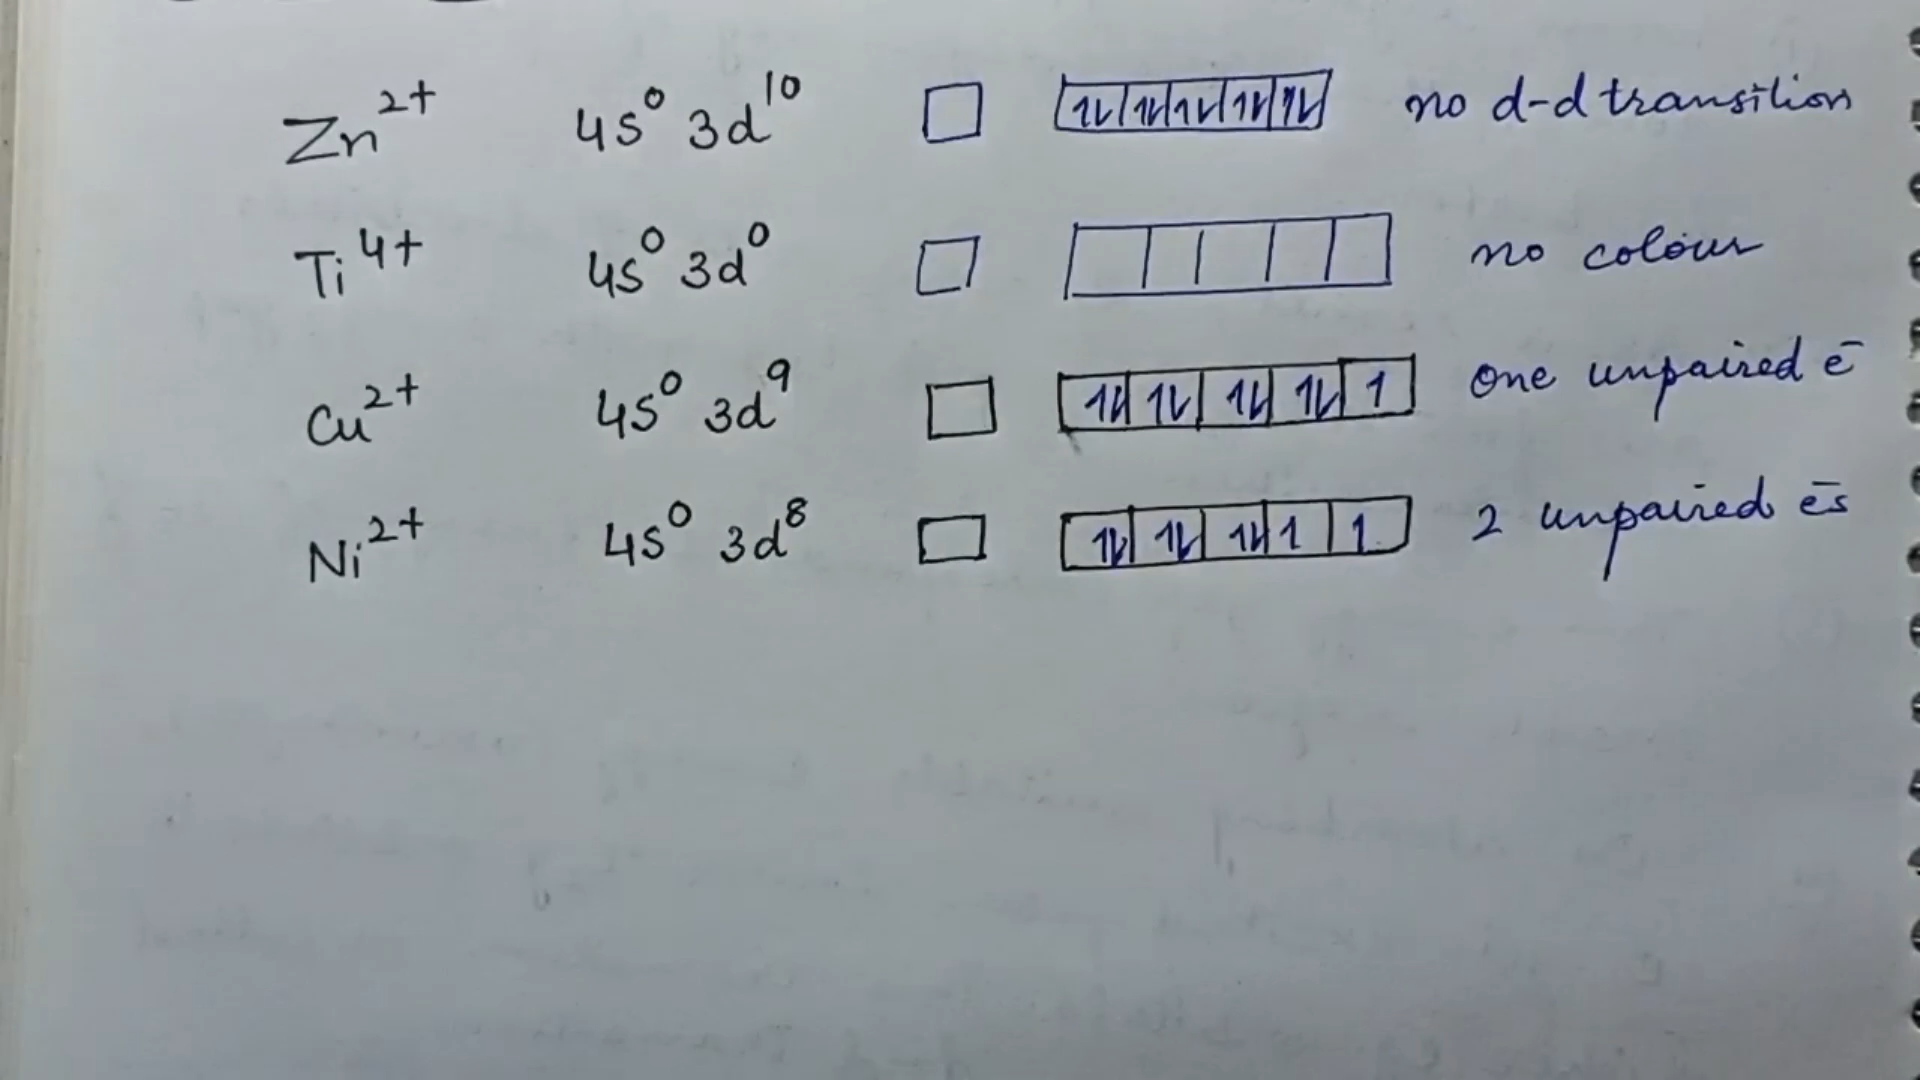 Zn²⁺ 4s⁰ 3d¹⁰ □ [1⇂|1⇂|1⇂|1⇂|1⇂] no d-d transition
Ti⁴⁺ 4s⁰ 3d⁰ □ [ | | | | ] no colour
Cu²⁺ 4s⁰ 3d⁹ □ [1⇂|1⇂|1⇂|1⇂|1] one unpaired ē
Ni²⁺ 4s⁰ 3d⁸ □ [1⇂|1⇂|1⇂|1|1] 2 unpaired ēs